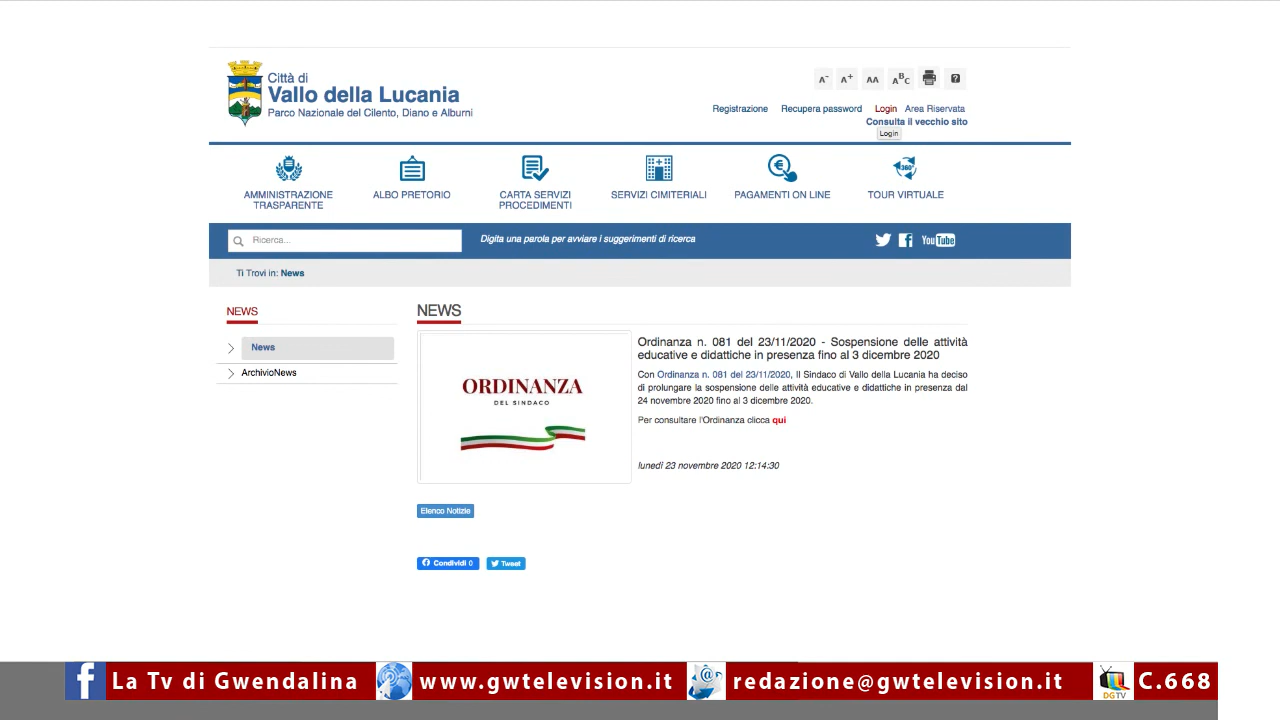 Città di
Vallo della Lucania
Parco Nazionale del Cilento, Diano e Alburni
A- A+ AA ABC ?
Registrazione Recupera password Login Area Riservata
Consulta il vecchio sito
Login
AMMINISTRAZIONE
TRASPARENTE
ALBO PRETORIO
CARTA SERVIZI
PROCEDIMENTI
SERVIZI CIMITERIALI
PAGAMENTI ON LINE
360°
TOUR VIRTUALE
Ricerca...
Digita una parola per avviare i suggerimenti di ricerca
YouTube
Ti Trovi in: News
NEWS
News
ArchivioNews
NEWS
ORDINANZA
DEL SINDACO
Ordinanza n. 081 del 23/11/2020 - Sospensione delle attività
educative e didattiche in presenza fino al 3 dicembre 2020
Con Ordinanza n. 081 del 23/11/2020, Il Sindaco di Vallo della Lucania ha deciso
di prolungare la sospensione delle attività educative e didattiche in presenza dal
24 novembre 2020 fino al 3 dicembre 2020.
Per consultare l'Ordinanza clicca qui
lunedì 23 novembre 2020 12:14:30
Elenco Notizie
Condividi 0
Tweet
f La Tv di Gwendalina
www.gwtelevision.it
@ redazione@gwtelevision.it
DGTV
C.668